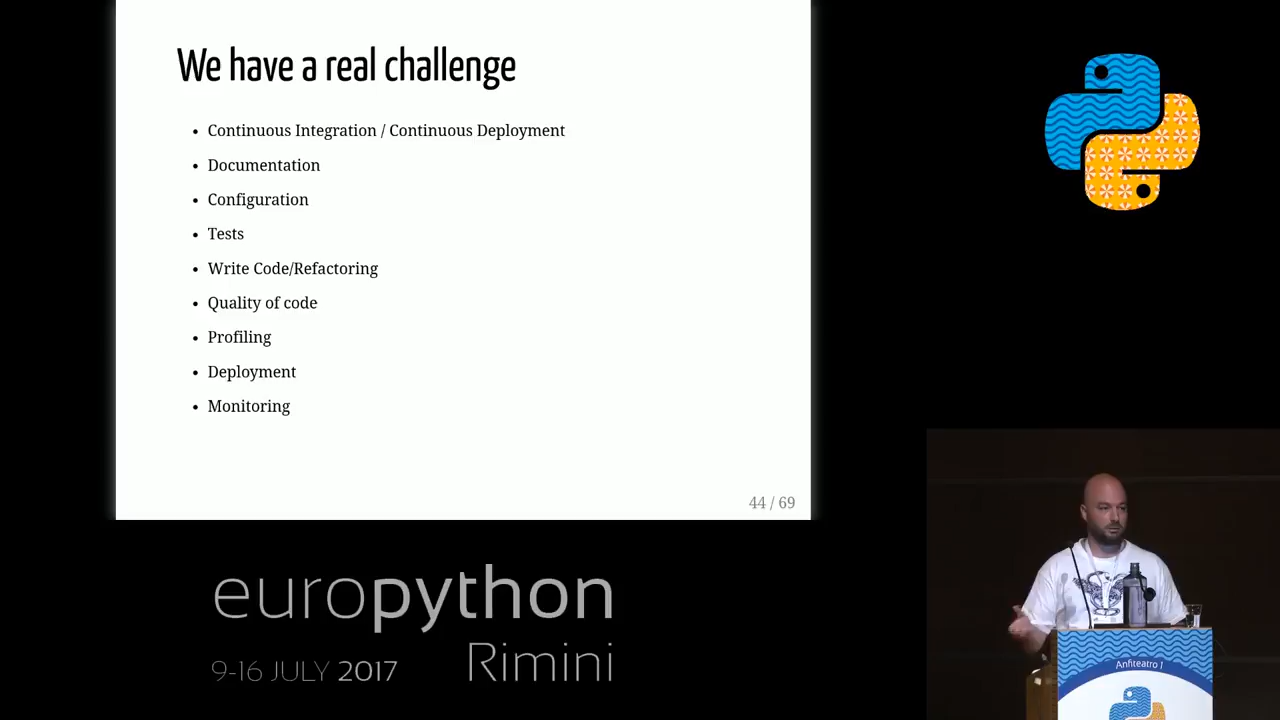 We have a real challenge
• Continuous Integration / Continuous Deployment
• Documentation
• Configuration
• Tests
• Write Code/Refactoring
• Quality of code
• Profiling
• Deployment
• Monitoring
44 / 69
europython
9-16 JULY 2017 Rimini
Anfiteatro 1